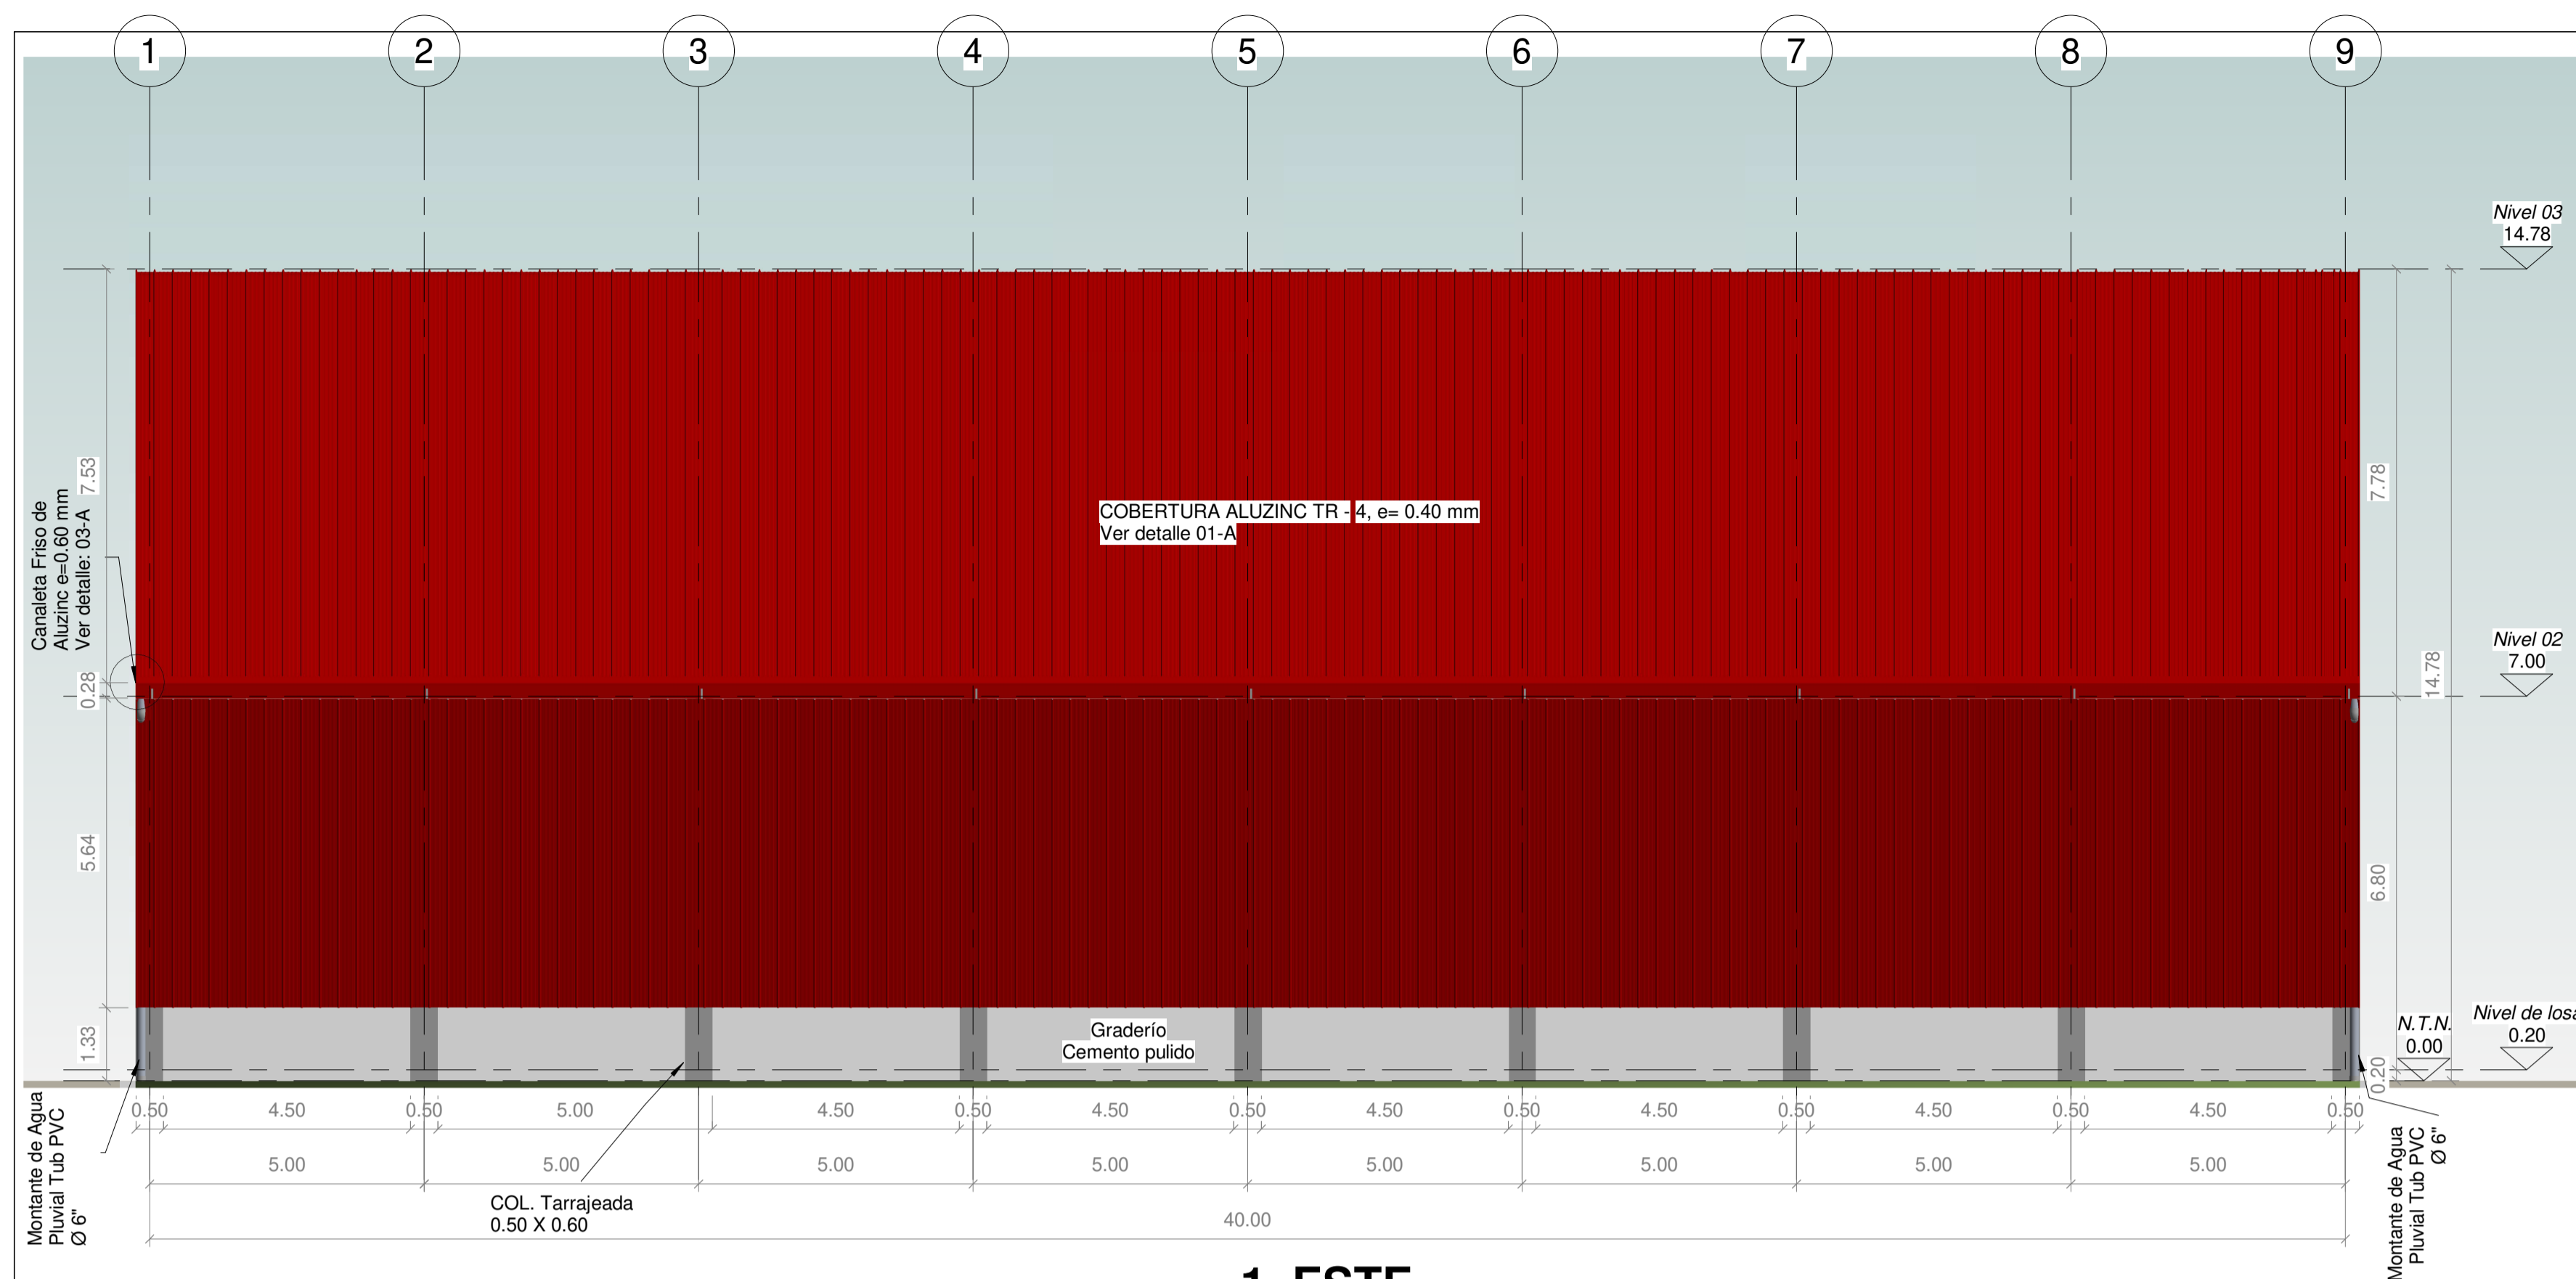 1 2 3 4 5 6 7 8 9
Nivel 03
14.78
7.53
7.78
Canaleta Friso de
Aluzinc e=0.60 mm
Ver detalle: 03-A
COBERTURA ALUZINC TR - 4, e= 0.40 mm
Ver detalle 01-A
Nivel 02
7.00
0.28
14.78
5.64
6.80
1.33
Graderío
Cemento pulido
N.T.N.
0.00
Nivel de losa
0.20
0.20
0.50 4.50 0.50 5.00 4.50 0.50 4.50 0.50 4.50 0.50 4.50 0.50 4.50 0.50 4.50 0.50
5.00 5.00 5.00 5.00 5.00 5.00 5.00 5.00
Montante de Agua
Pluvial Tub PVC
Ø 6"
COL. Tarrajeada
0.50 X 0.60
40.00
Montante de Agua
Pluvial Tub PVC
Ø 6"
1 ESTE